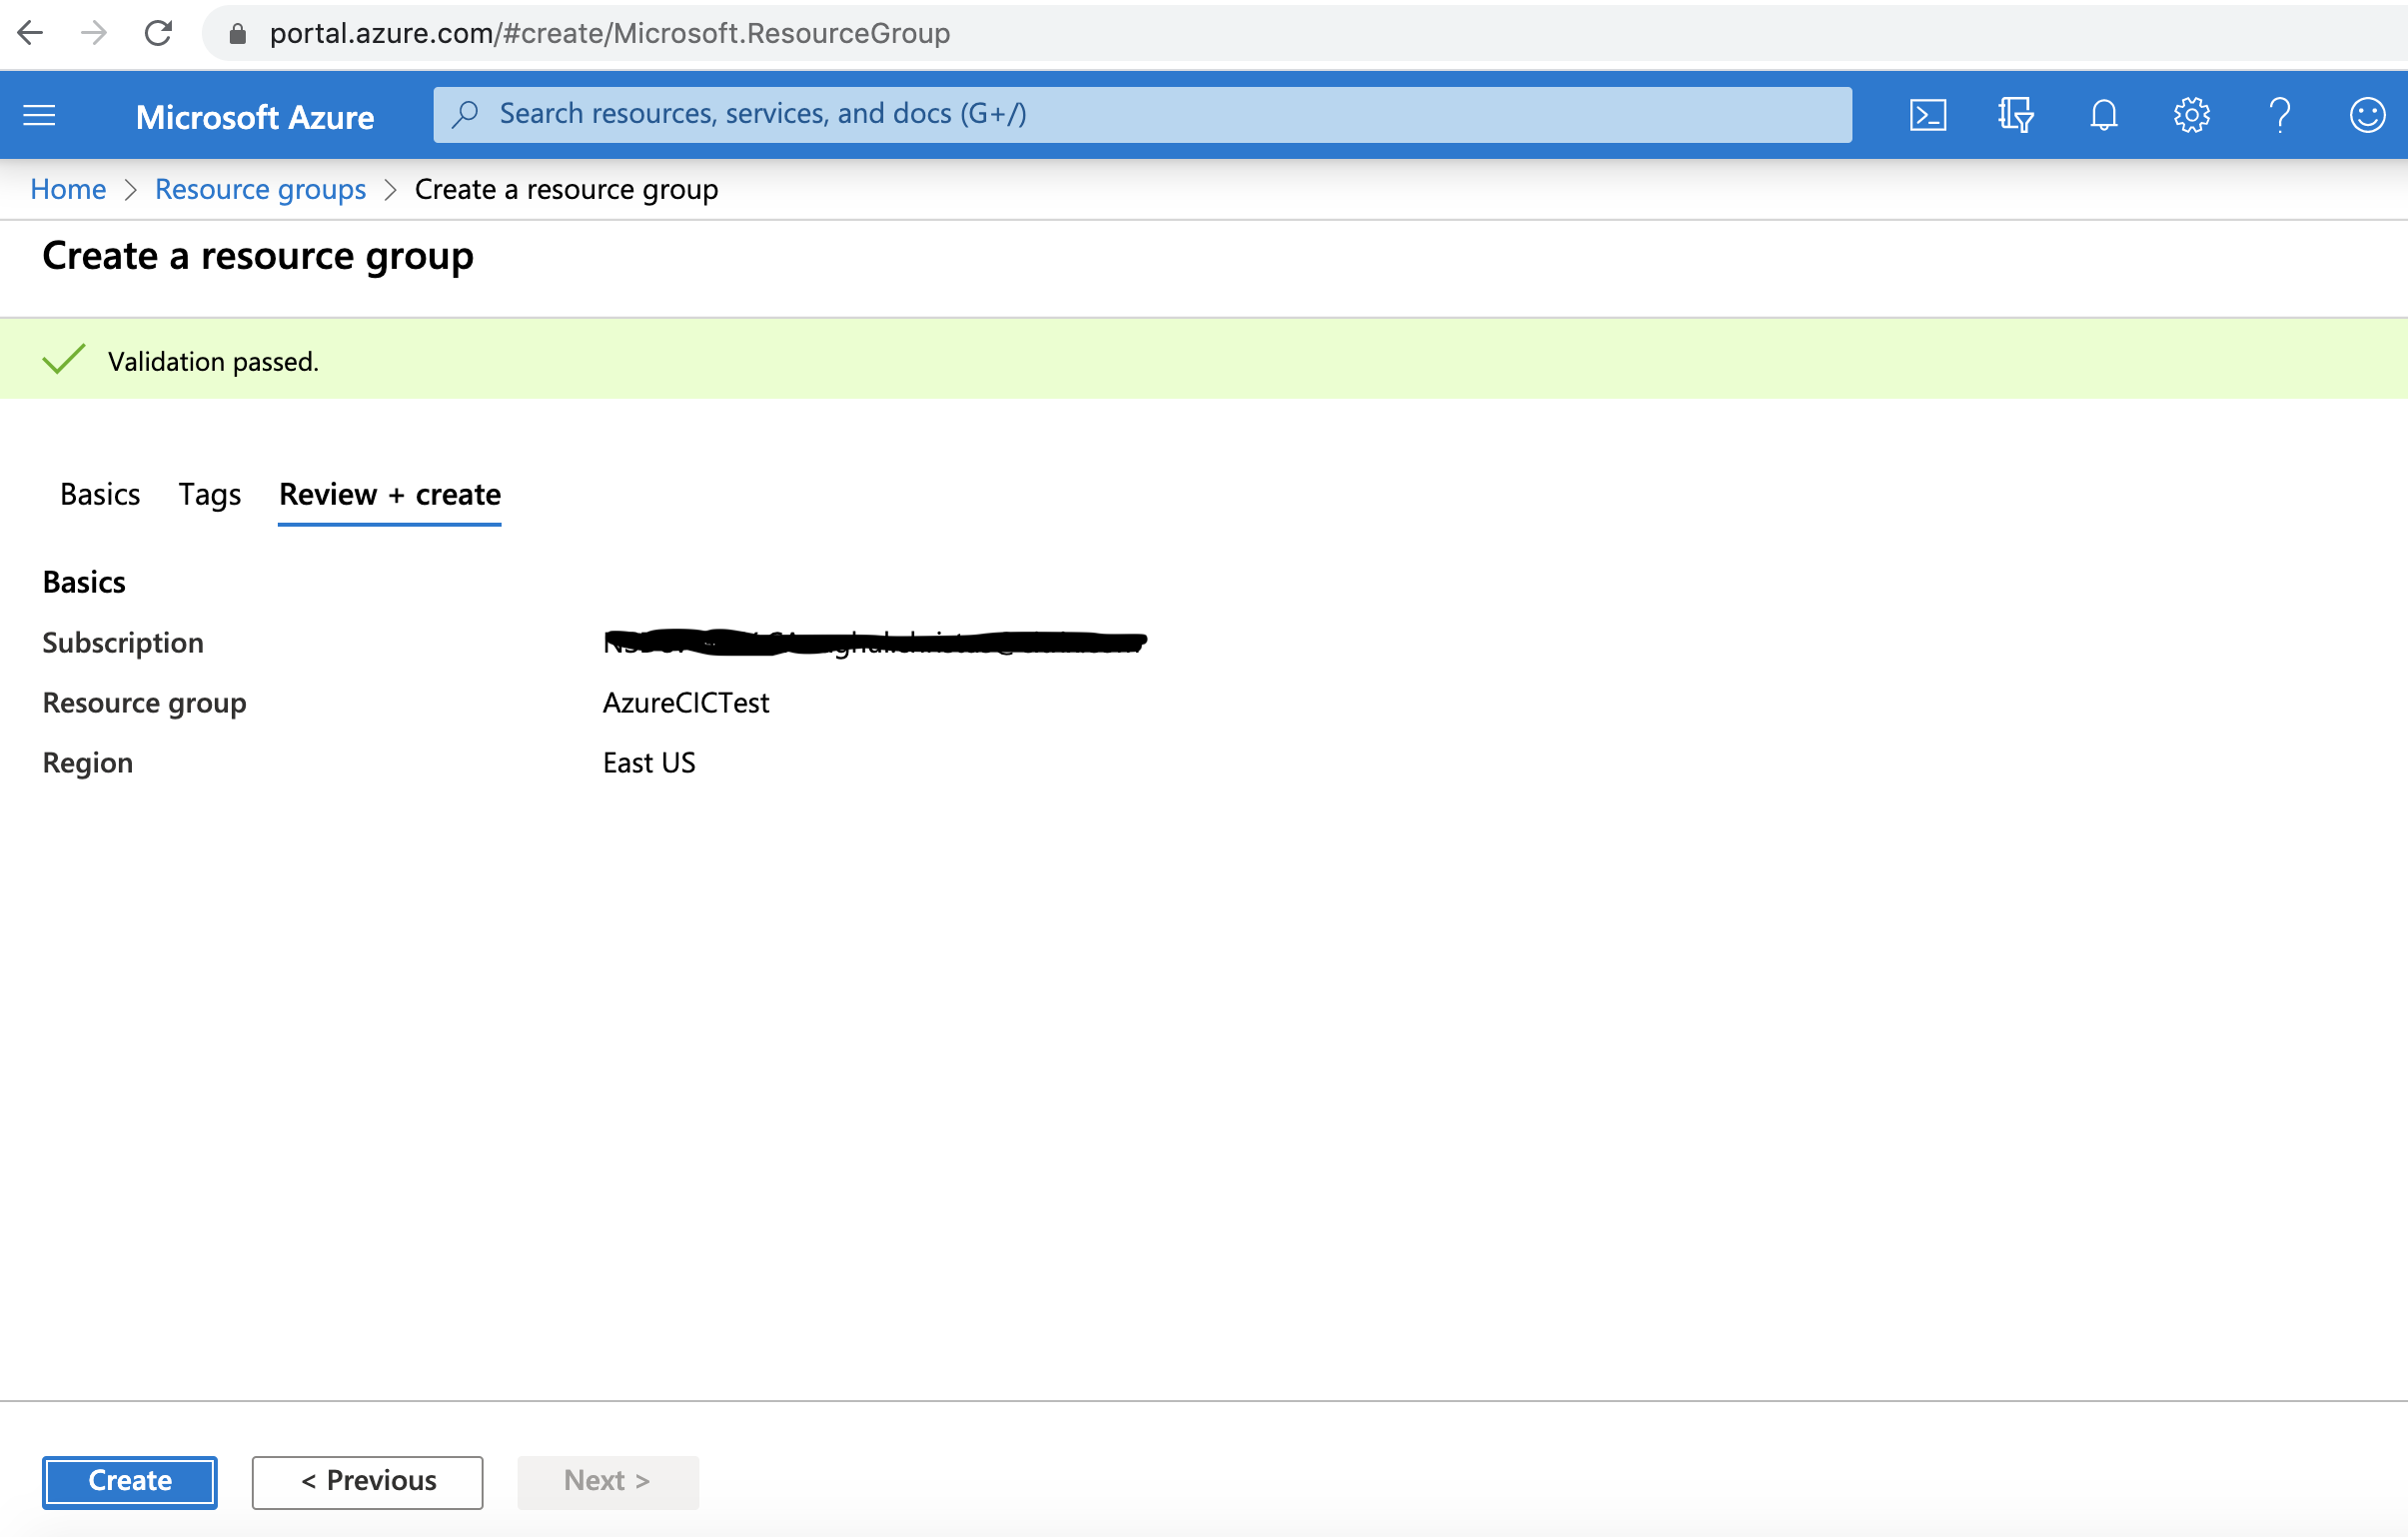 portal.azure.com/#create/Microsoft.ResourceGroup
Microsoft Azure
Search resources, services, and docs (G+/)
Home > Resource groups > Create a resource group
Create a resource group
Validation passed.
Basics Tags Review + create
Basics
Subscription
Resource group AzureCICTest
Region East US
Create < Previous Next >